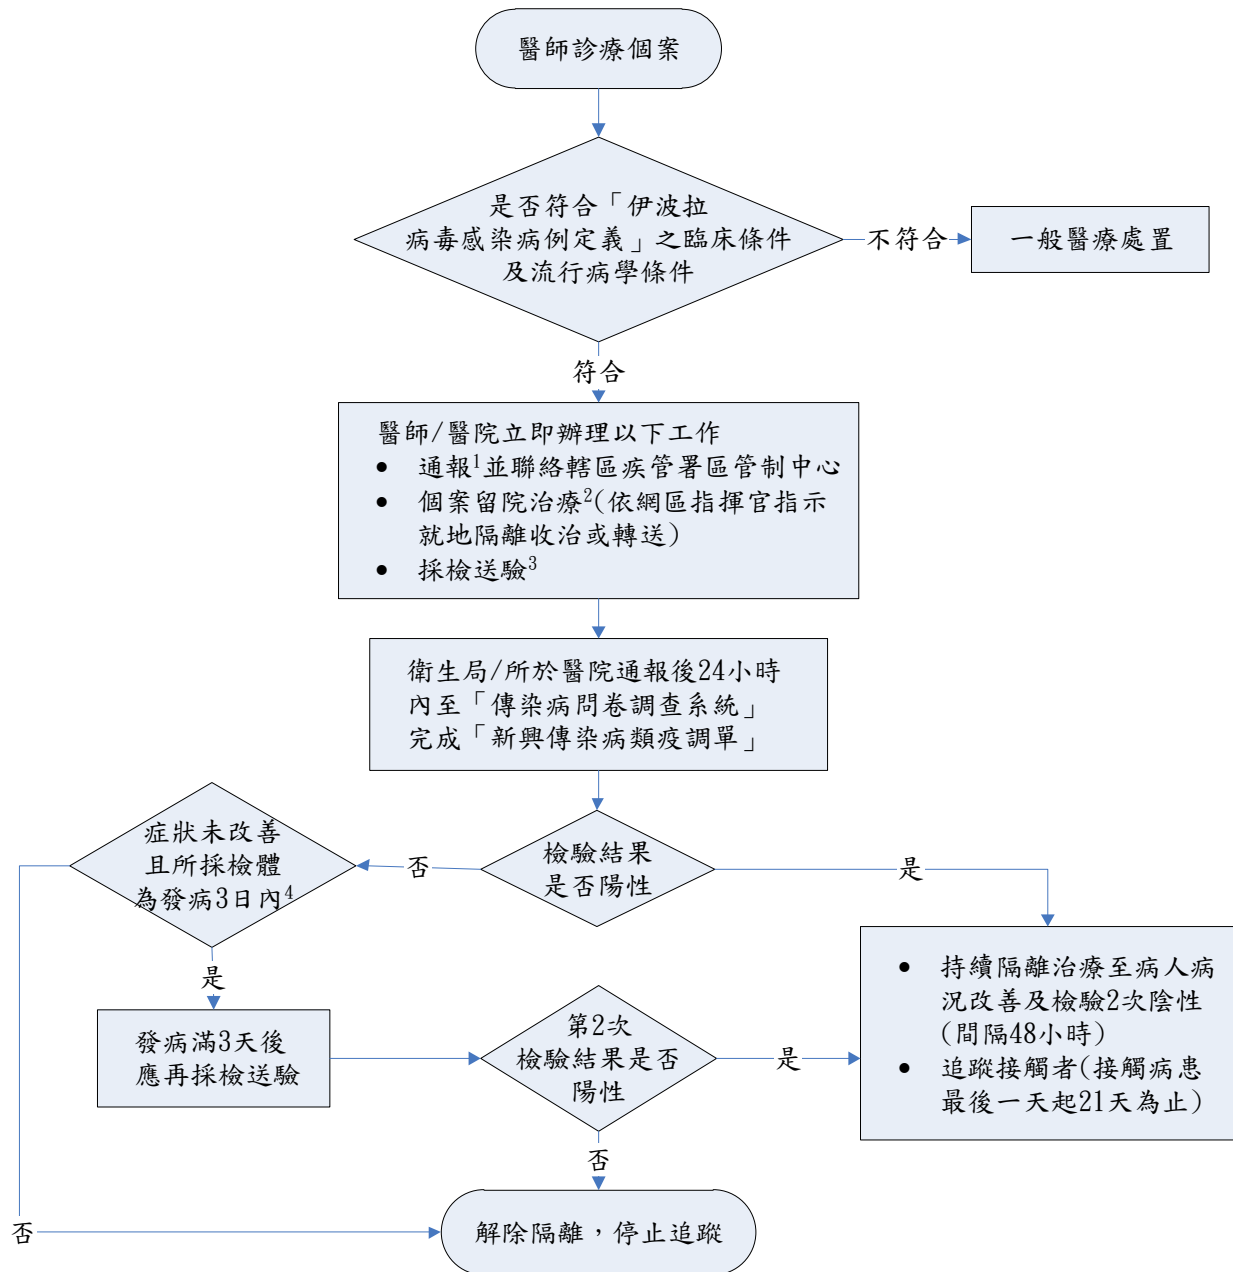 醫師診療個案
是否符合「伊波拉
病毒感染病例定義」之臨床條件
及流行病學條件
不符合
一般醫療處置
符合
醫師/醫院立即辦理以下工作
• 通報1並聯絡轄區疾管署區管制中心
• 個案留院治療2(依網區指揮官指示
就地隔離收治或轉送)
• 採檢送驗3
衛生局/所於醫院通報後24小時
內至「傳染病問卷調查系統」
完成「新興傳染病類疫調單」
症狀未改善
且所採檢體
為發病3日內4
否
檢驗結果
是否陽性
是
是
發病滿3天後
應再採檢送驗
第2次
檢驗結果是否
陽性
是
• 持續隔離治療至病人病
況改善及檢驗2次陰性
(間隔48小時)
• 追蹤接觸者(接觸病患
最後一天起21天為止)
否
否
解除隔離，停止追蹤